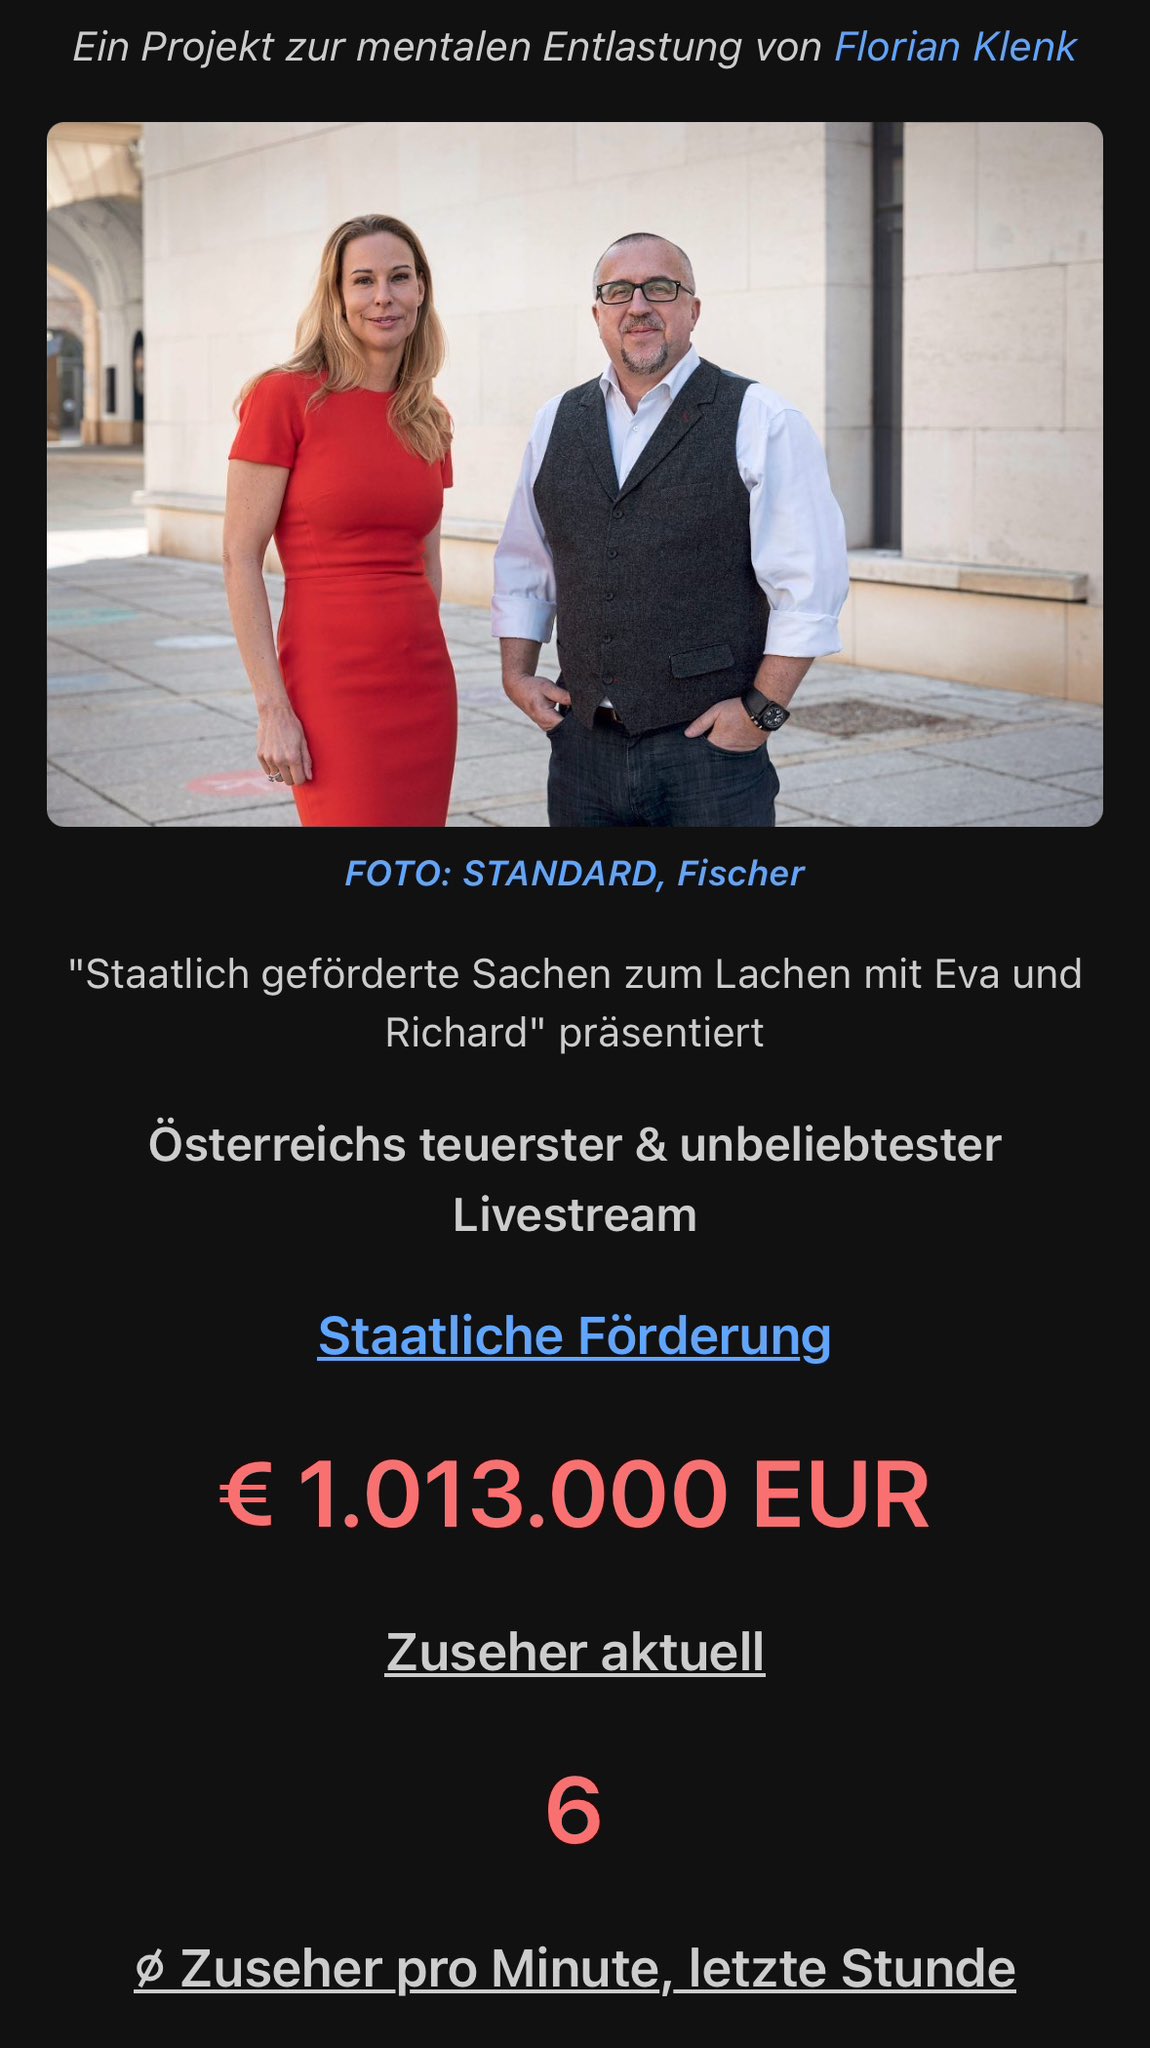 Ein Projekt zur mentalen Entlastung von Florian Klenk
FOTO: STANDARD, Fischer
"Staatlich geförderte Sachen zum Lachen mit Eva und
Richard" präsentiert
Österreichs teuerster & unbeliebtester
Livestream
Staatliche Förderung
€ 1.013.000 EUR
Zuseher aktuell
6
∅ Zuseher pro Minute, letzte Stunde